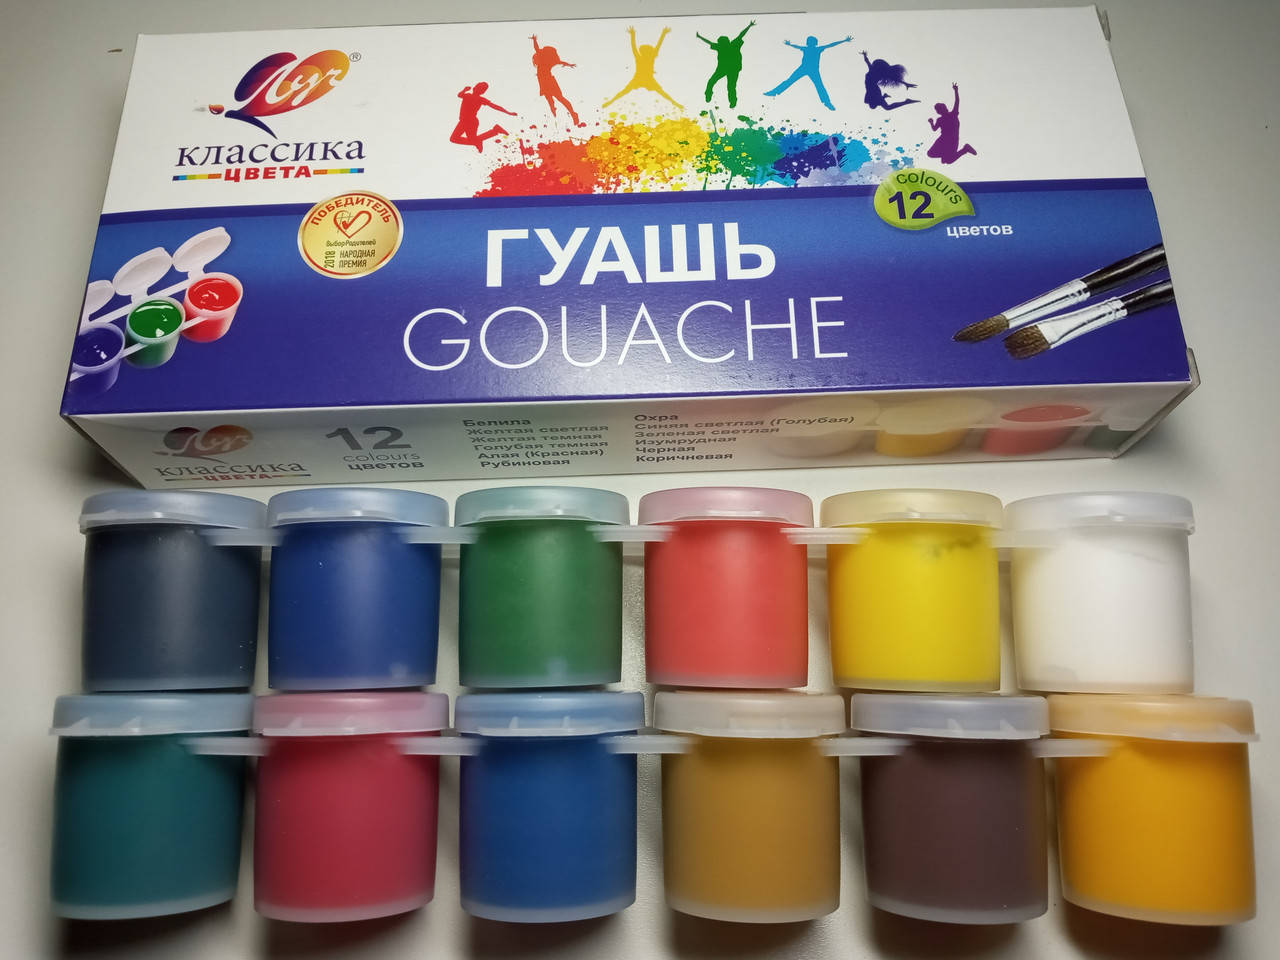 Луч®
КЛАССИКА
ЦВЕТА
ПОБЕДИТЕЛЬ
ВыборРодителей
2018 НАРОДНАЯ
ПРЕМИЯ
ГУАШЬ
GOUACHE
colours
12
цветов
Луч
КЛАССИКА
ЦВЕТА
12
colours
цветов
Белила
Желтая светлая
Желтая темная
Голубая темная
Алая (Красная)
Рубиновая
Охра
Синяя светлая (Голубая)
Зеленая светлая
Изумрудная
Черная
Коричневая